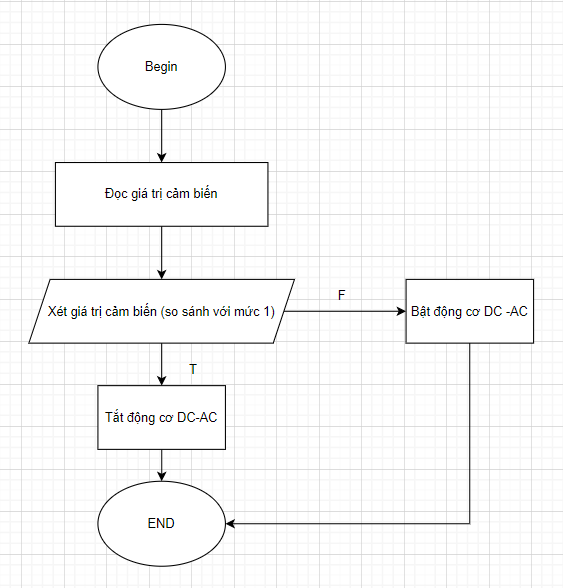 Begin
Đọc giá trị cảm biến
Xét giá trị cảm biến (so sánh với mức 1)
F
Bật động cơ DC -AC
T
Tắt động cơ DC-AC
END